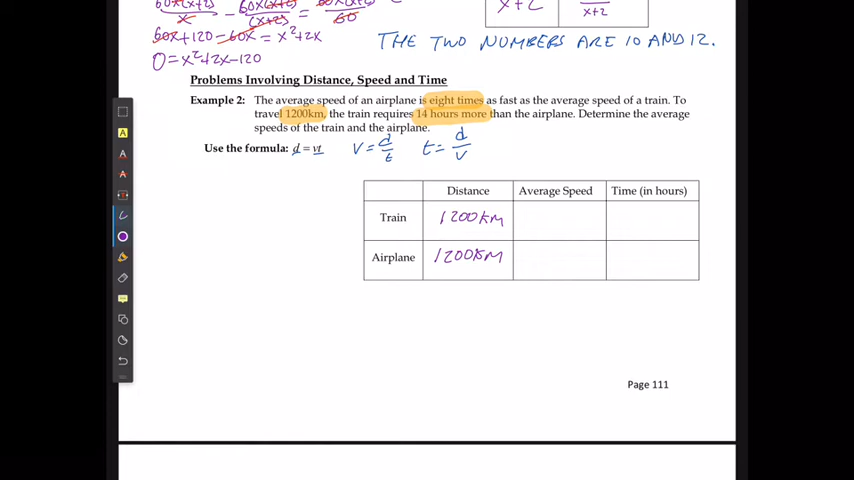 x
(x+2)
60
x+2
x+2
60x+120-60x = x²+2x
0=x²+2x-120
THE TWO NUMBERS ARE 10 AND 12.
Problems Involving Distance, Speed and Time
Example 2: The average speed of an airplane is eight times as fast as the average speed of a train. To
travel 1200km, the train requires 14 hours more than the airplane. Determine the average
speeds of the train and the airplane.
Use the formula: d = vt v = d/t t = d/v
Distance Average Speed Time (in hours)
Train 1200km
Airplane 1200km
Page 111